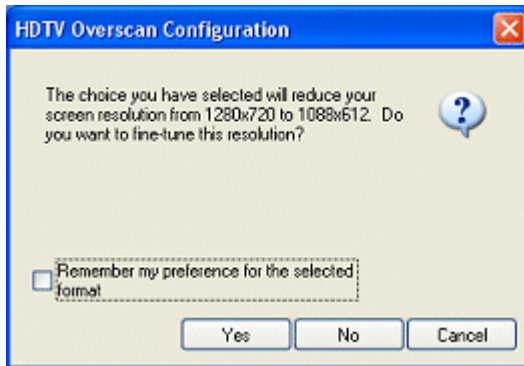 HDTV Overscan Configuration
The choice you have selected will reduce your
screen resolution from 1280x720 to 1088x612. Do
you want to fine-tune this resolution?
Remember my preference for the selected
format
Yes
No
Cancel